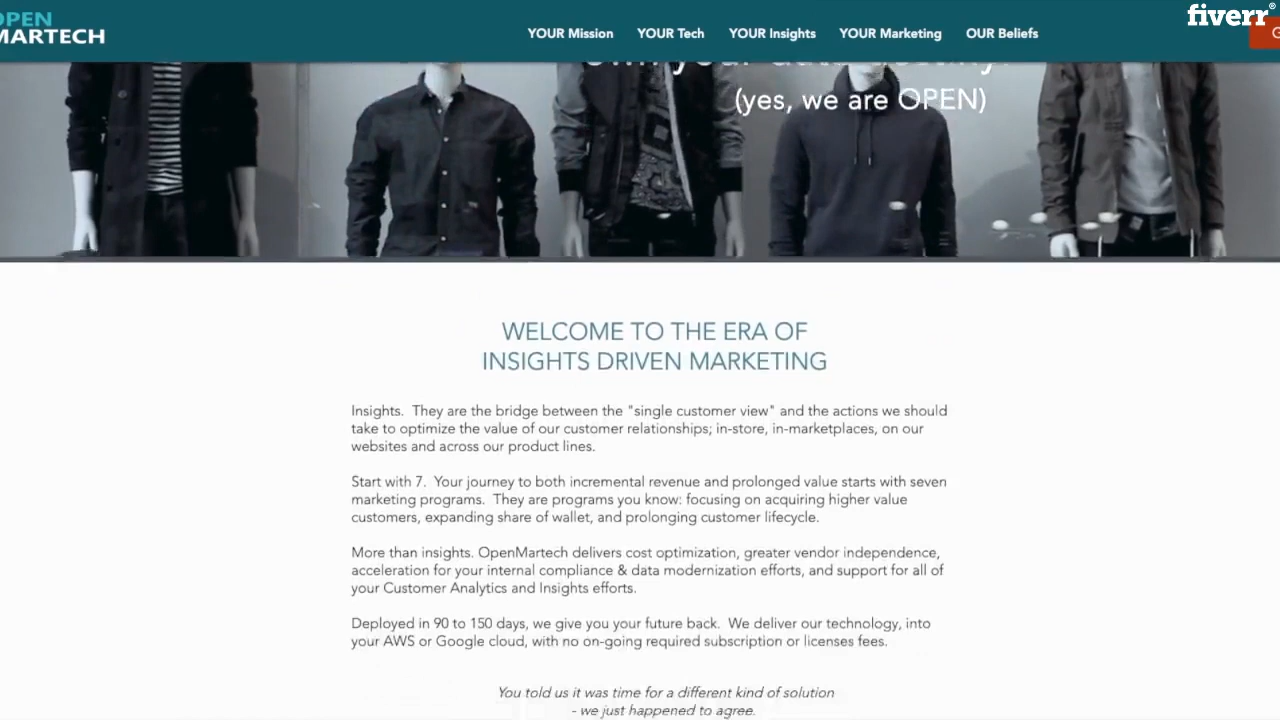 OPEN
MARTECH
YOUR Mission YOUR Tech YOUR Insights YOUR Marketing OUR Beliefs
fiverr®
(yes, we are OPEN)
WELCOME TO THE ERA OF
INSIGHTS DRIVEN MARKETING
Insights. They are the bridge between the "single customer view" and the actions we should
take to optimize the value of our customer relationships; in-store, in-marketplaces, on our
websites and across our product lines.
Start with 7. Your journey to both incremental revenue and prolonged value starts with seven
marketing programs. They are programs you know: focusing on acquiring higher value
customers, expanding share of wallet, and prolonging customer lifecycle.
More than insights. OpenMartech delivers cost optimization, greater vendor independence,
acceleration for your internal compliance & data modernization efforts, and support for all of
your Customer Analytics and Insights efforts.
Deployed in 90 to 150 days, we give you your future back. We deliver our technology, into
your AWS or Google cloud, with no on-going required subscription or licenses fees.
You told us it was time for a different kind of solution
- we just happened to agree.